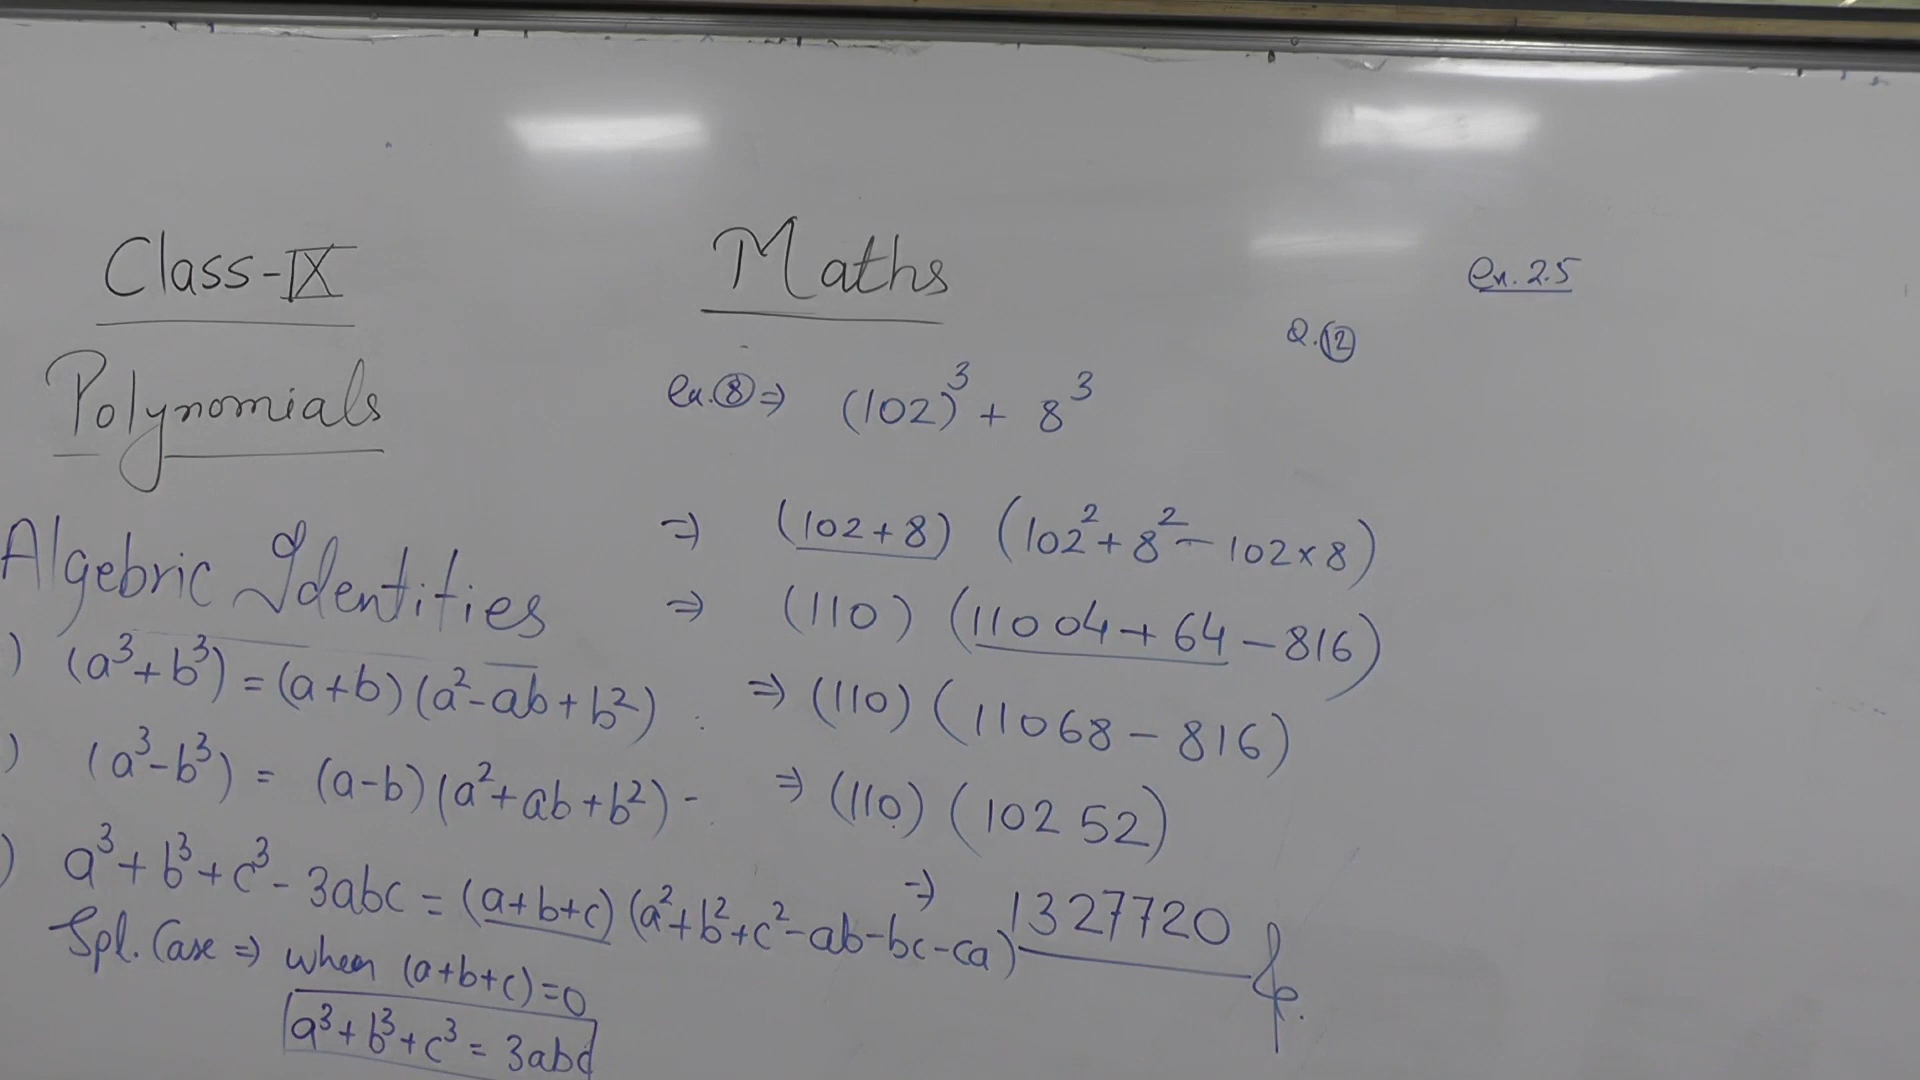 Class-IX
Maths
ex. 2.5
Polynomials
Q.(12)
ex.(8)⇒ (102)³ + 8³
⇒ (102+8) (102²+8²-102×8)
⇒ (110) (11004+64-816)
⇒ (110) (11068-816)
⇒ (110) (10252)
⇒ 1327720
Algebric Identities
) (a³+b³) = (a+b) (a²-ab+b²)
) (a³-b³) = (a-b) (a²+ab+b²) -
) a³+b³+c³-3abc = (a+b+c) (a²+b²+c²-ab-bc-ca)
Spl. Case ⇒ when (a+b+c)=0
a³+b³+c³ = 3abc